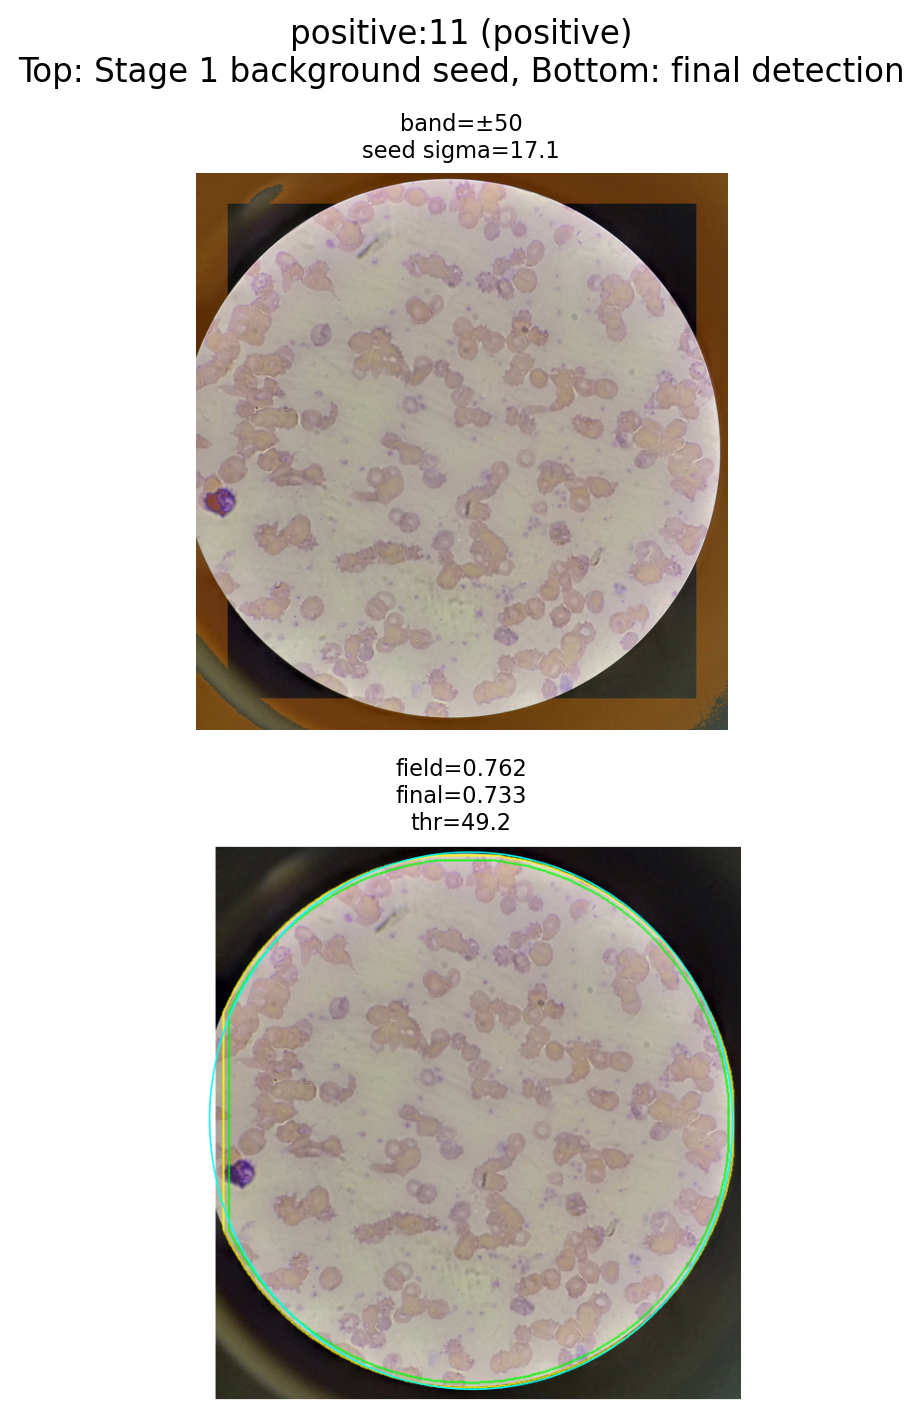 positive:11 (positive)
Top: Stage 1 background seed, Bottom: final detection
band=±50
seed sigma=17.1
field=0.762
final=0.733
thr=49.2